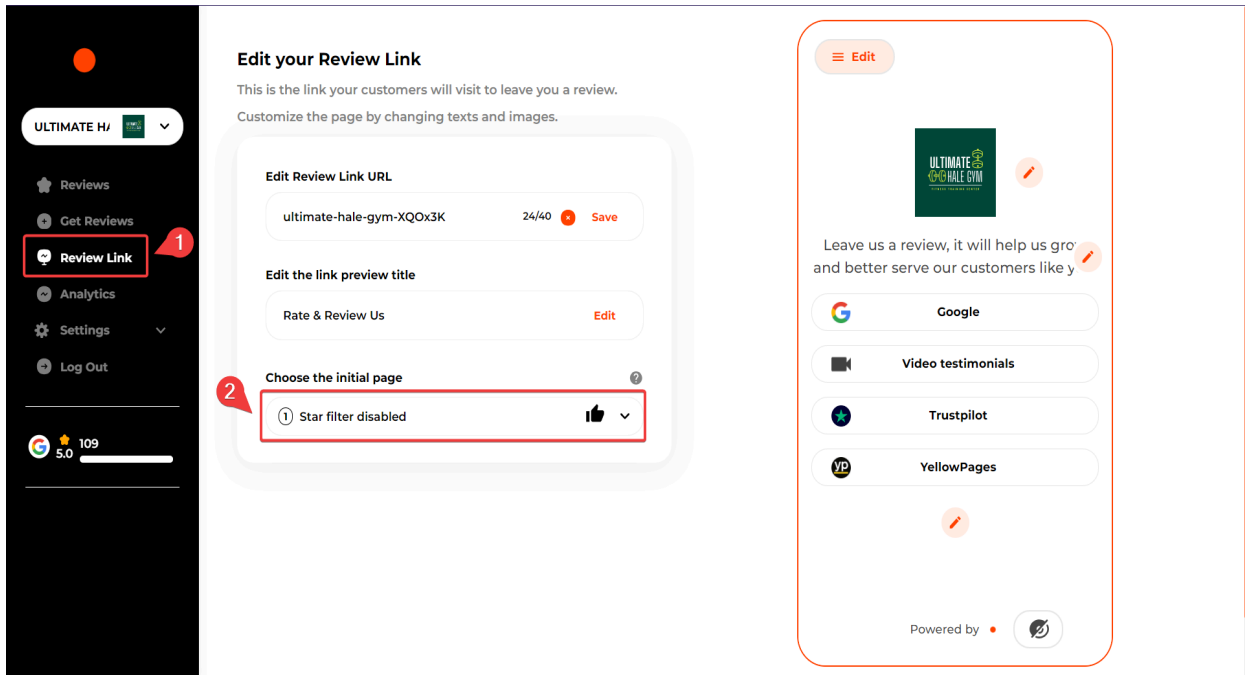 ULTIMATE H
Reviews
Get Reviews
Review Link
1
Analytics
Settings
Log Out
109
5.0
Edit your Review Link
This is the link your customers will visit to leave you a review.
Customize the page by changing texts and images.
Edit Review Link URL
ultimate-hale-gym-XQOx3K
24/40
Save
Edit the link preview title
Rate & Review Us
Edit
Choose the initial page
?
2
1 Star filter disabled
Edit
ULTIMATE
HALE GYM
Leave us a review, it will help us gro
and better serve our customers like y
Google
Video testimonials
Trustpilot
yp
YellowPages
Powered by